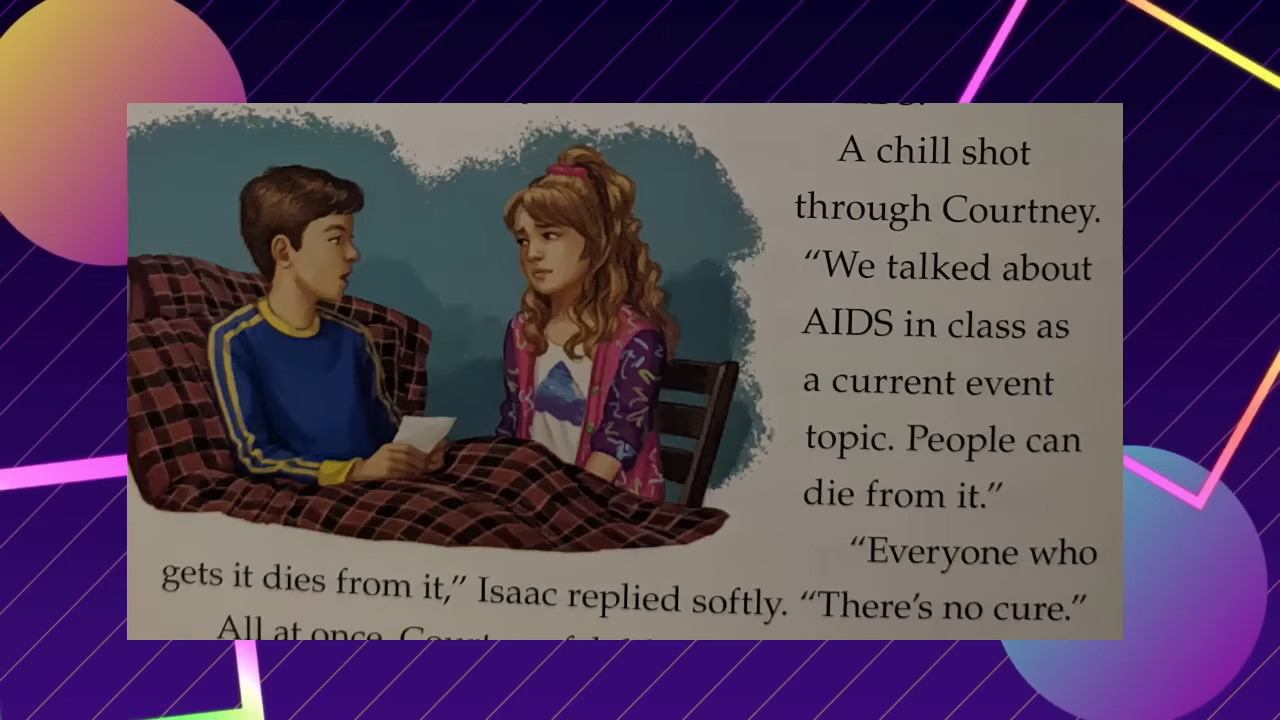 A chill shot
through Courtney.
“We talked about
AIDS in class as
a current event
topic. People can
die from it.”
“Everyone who
gets it dies from it,” Isaac replied softly. “There’s no cure.”
All at once